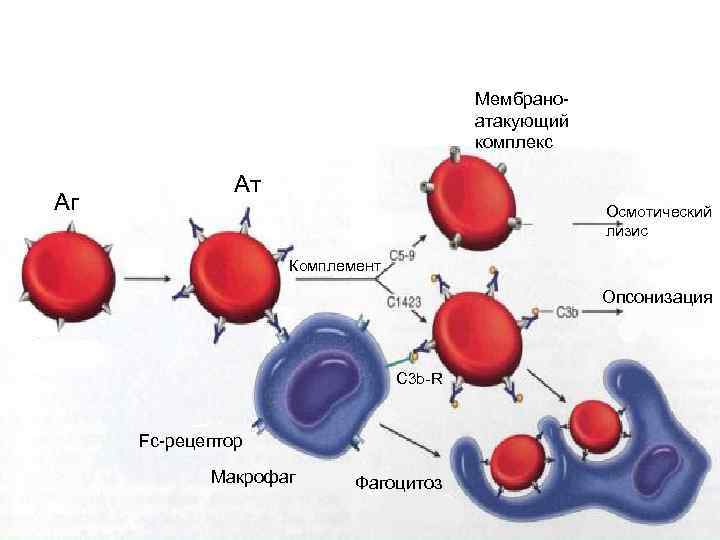 Мембрано-
атакующий
комплекс
Ат
Аг
Осмотический
лизис
Комплемент
C5-9
C1423
C3b
Опсонизация
C3b-R
Fc-рецептор
Макрофаг
Фагоцитоз